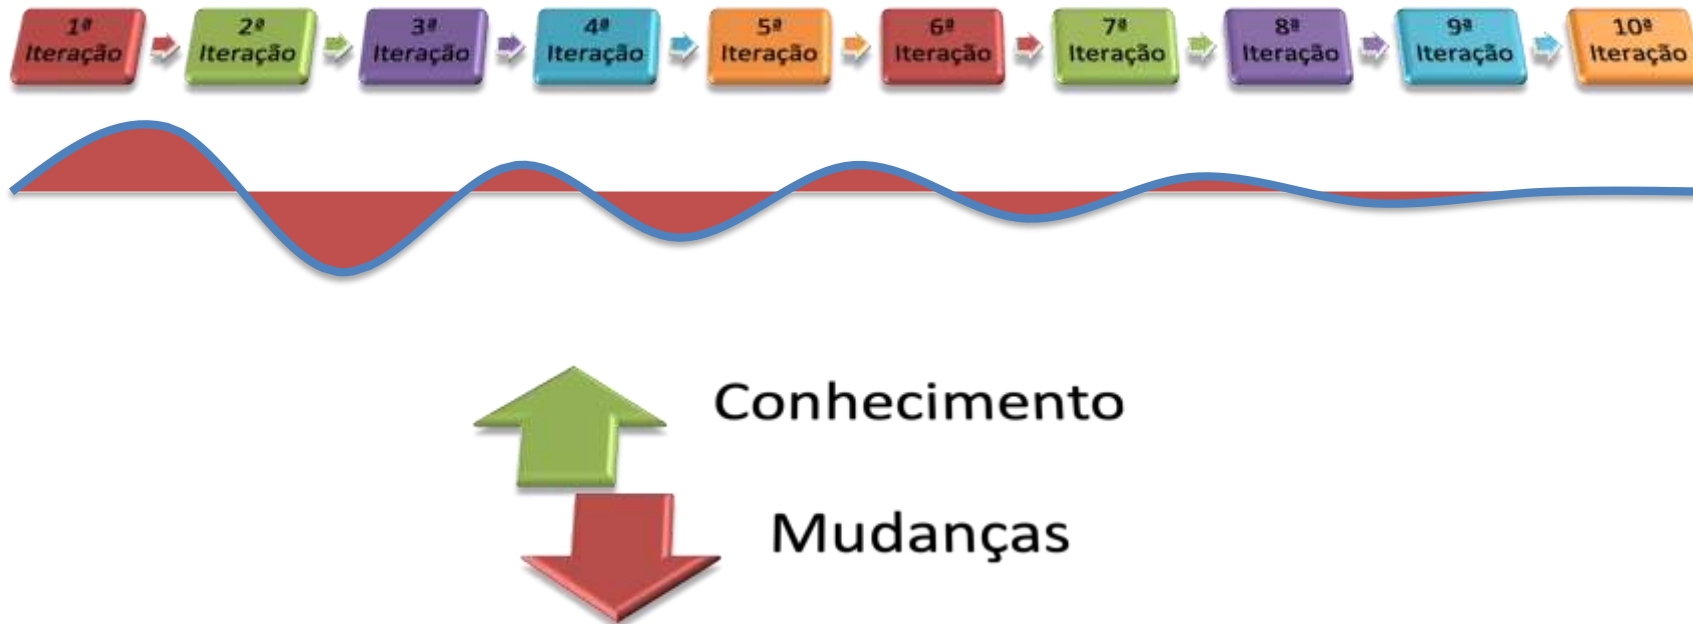 1ª
Iteração
2ª
Iteração
3ª
Iteração
4ª
Iteração
5ª
Iteração
6ª
Iteração
7ª
Iteração
8ª
Iteração
9ª
Iteração
10ª
Iteração
Conhecimento
Mudanças